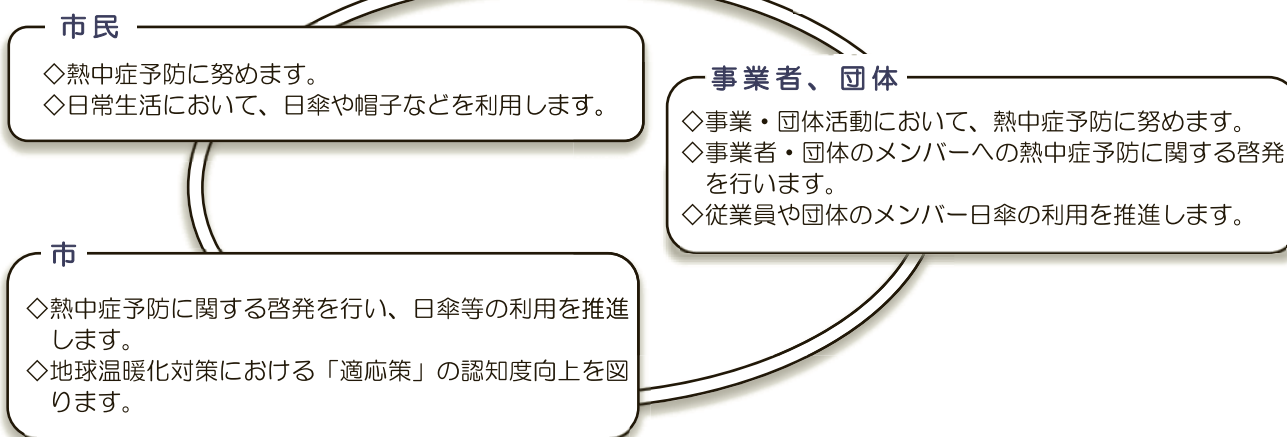 市民
◇熱中症予防に努めます。
◇日常生活において、日傘や帽子などを利用します。
事業者、団体
◇事業・団体活動において、熱中症予防に努めます。
◇事業者・団体のメンバーへの熱中症予防に関する啓発
を行います。
◇従業員や団体のメンバー日傘の利用を推進します。
市
◇熱中症予防に関する啓発を行い、日傘等の利用を推進
します。
◇地球温暖化対策における「適応策」の認知度向上を図
ります。